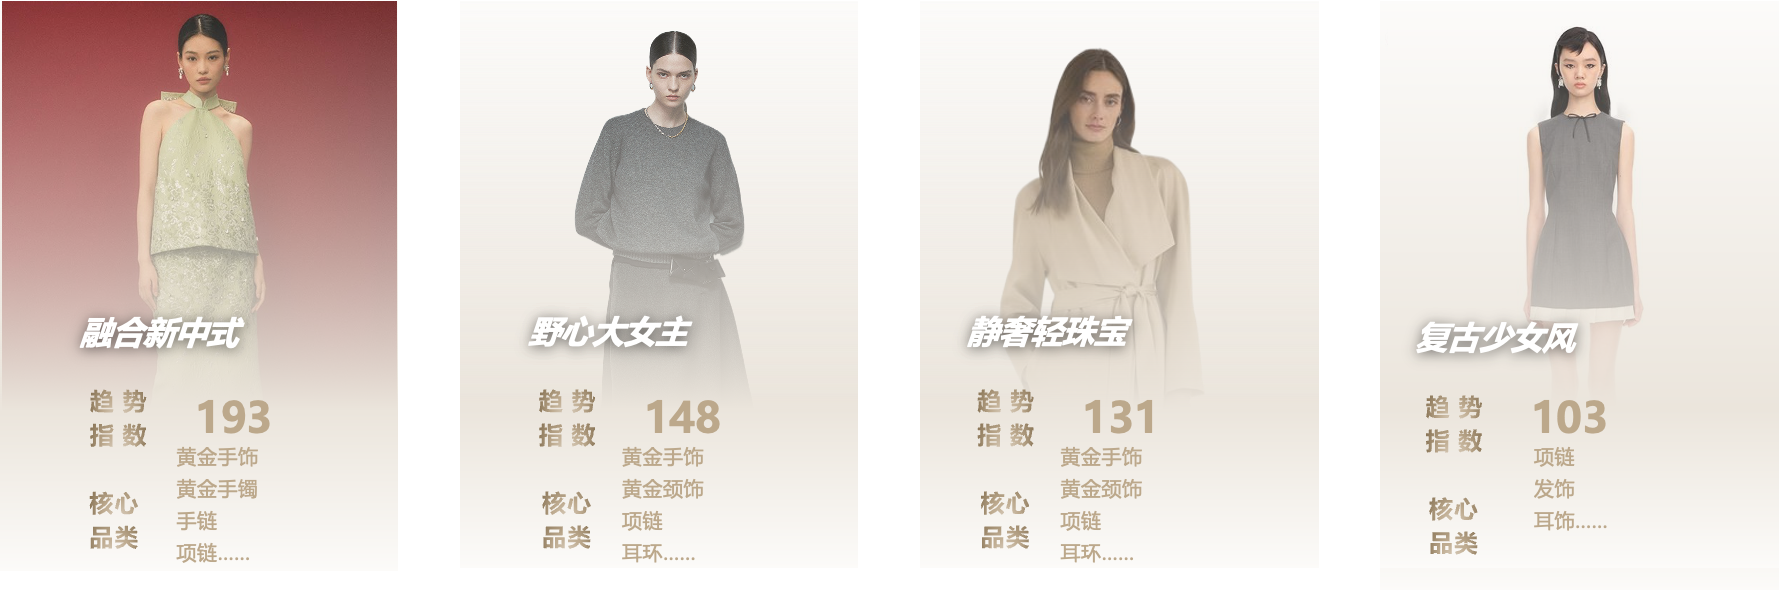 融合新中式
趋势
指数
193
黄金手饰
黄金手镯
手链
项链......
核心
品类
野心大女主
趋势
指数
148
黄金手饰
黄金颈饰
项链
耳环......
核心
品类
静奢轻珠宝
趋势
指数
131
黄金手饰
黄金颈饰
项链
耳环......
核心
品类
复古少女风
趋势
指数
103
项链
发饰
耳饰......
核心
品类